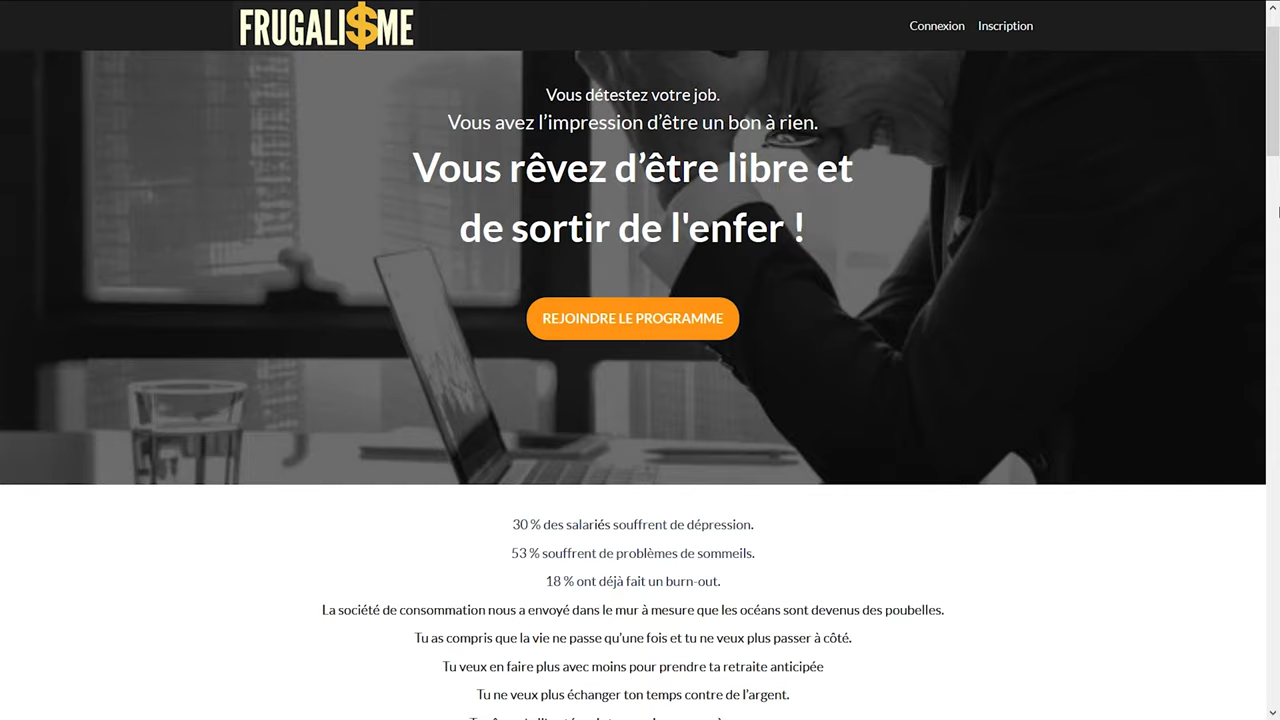 FRUGALI$ME
Connexion Inscription
Vous détestez votre job.
Vous avez l’impression d’être un bon à rien.
Vous rêvez d’être libre et
de sortir de l'enfer !
REJOINDRE LE PROGRAMME
30 % des salariés souffrent de dépression.
53 % souffrent de problèmes de sommeils.
18 % ont déjà fait un burn-out.
La société de consommation nous a envoyé dans le mur à mesure que les océans sont devenus des poubelles.
Tu as compris que la vie ne passe qu’une fois et tu ne veux plus passer à côté.
Tu veux en faire plus avec moins pour prendre ta retraite anticipée
Tu ne veux plus échanger ton temps contre de l’argent.